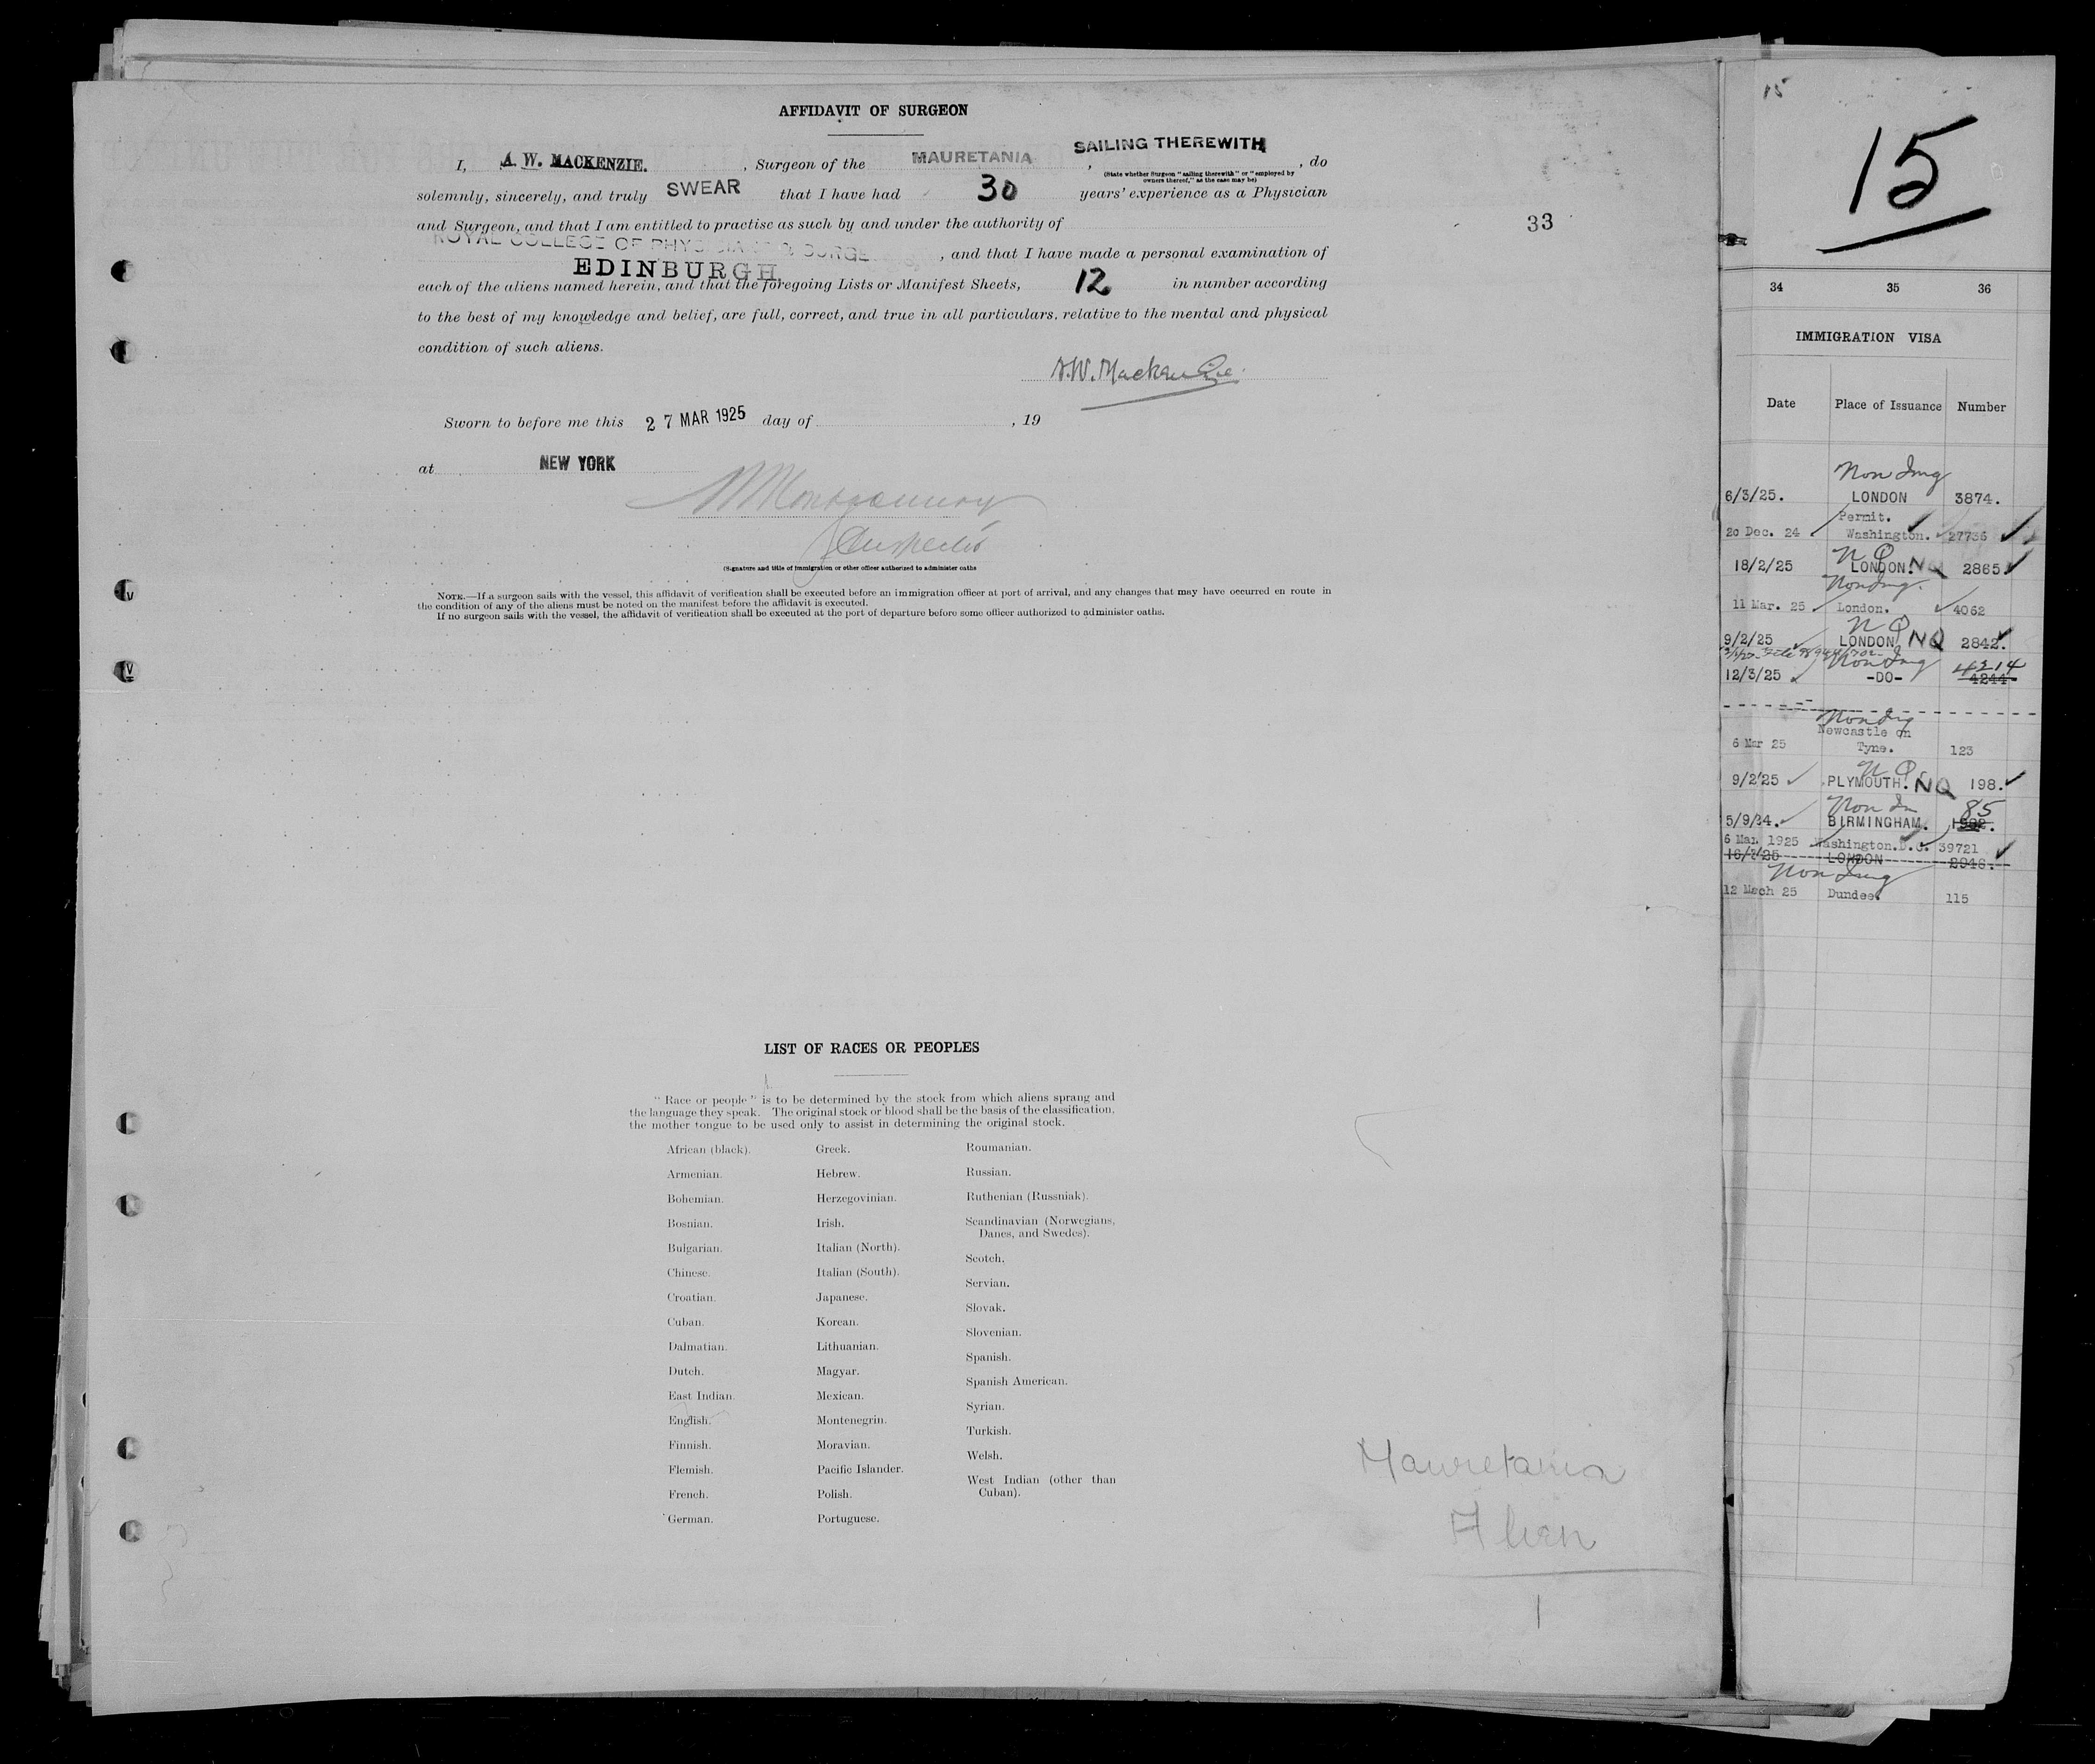 AFFIDAVIT OF SURGEON
I, A. W. MACKENZIE. , Surgeon of the MAURETANIA SAILING THEREWITH , do
(State whether Surgeon "sailing therewith" or "employed by
owners thereof," as the case may be)
solemnly, sincerely, and truly SWEAR that I have had 30 years' experience as a Physician
and Surgeon, and that I am entitled to practise as such by and under the authority of
ROYAL COLLEGE OF PHYSICIANS & SURGE , and that I have made a personal examination of
EDINBURGH
each of the aliens named herein, and that the foregoing Lists or Manifest Sheets, 12 in number according
to the best of my knowledge and belief, are full, correct, and true in all particulars, relative to the mental and physical
condition of such aliens.
A.W. Mackenzie.
Sworn to before me this 27 MAR 1925 day of , 19
at NEW YORK
Montgomery
Inspector
(Signature and title of immigration or other officer authorized to administer oaths
NOTE.—If a surgeon sails with the vessel, this affidavit of verification shall be executed before an immigration officer at port of arrival, and any changes that may have occurred en route in
the condition of any of the aliens must be noted on the manifest before the affidavit is executed.
If no surgeon sails with the vessel, the affidavit of verification shall be executed at the port of departure before some officer authorized to administer oaths.
33
LIST OF RACES OR PEOPLES
"Race or people" is to be determined by the stock from which aliens sprang and
the language they speak. The original stock or blood shall be the basis of the classification,
the mother tongue to be used only to assist in determining the original stock.
African (black).
Armenian.
Bohemian.
Bosnian.
Bulgarian.
Chinese.
Croatian.
Cuban.
Dalmatian.
Dutch.
East Indian.
English.
Finnish.
Flemish.
French.
German.
Greek.
Hebrew.
Herzegovinian.
Irish.
Italian (North).
Italian (South).
Japanese.
Korean.
Lithuanian.
Magyar.
Mexican.
Montenegrin.
Moravian.
Pacific Islander.
Polish.
Portuguese.
Roumanian.
Russian.
Ruthenian (Russniak).
Scandinavian (Norwegians,
Danes, and Swedes).
Scotch.
Servian.
Slovak.
Slovenian.
Spanish.
Spanish American.
Syrian.
Turkish.
Welsh.
West Indian (other than
Cuban).
Mauretania
Alien
1
15
15
34 35 36
IMMIGRATION VISA
Date Place of Issuance Number
Non Img
6/3/25. LONDON 3874.
Permit.
20 Dec. 24 Washington. 27736
N Q
18/2/25 LONDON. NQ 2865
Non Img.
11 Mar. 25 London. 4062
N Q
9/2/25 LONDON NQ 2842
Non Img 4214
12/3/25 -DO- 4244
Non Img
Newcastle on
6 Mar 25 Tyne. 123
N Q.
9/2/25 PLYMOUTH. NQ 198.
Non Im 85
5/9/24. BIRMINGHAM.
6 Mar. 1925 Washington.D.C. 39721
LONDON
Non Img
12 Mach 25 Dundee. 115